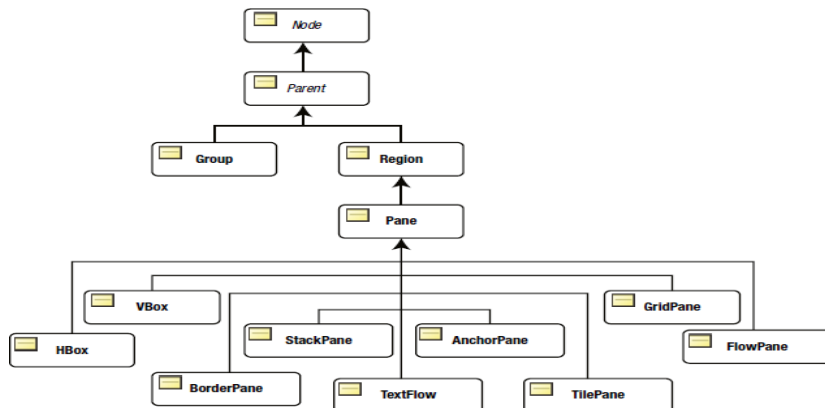 Node
Parent
Group
Region
Pane
VBox
GridPane
HBox
StackPane
AnchorPane
FlowPane
BorderPane
TextFlow
TilePane